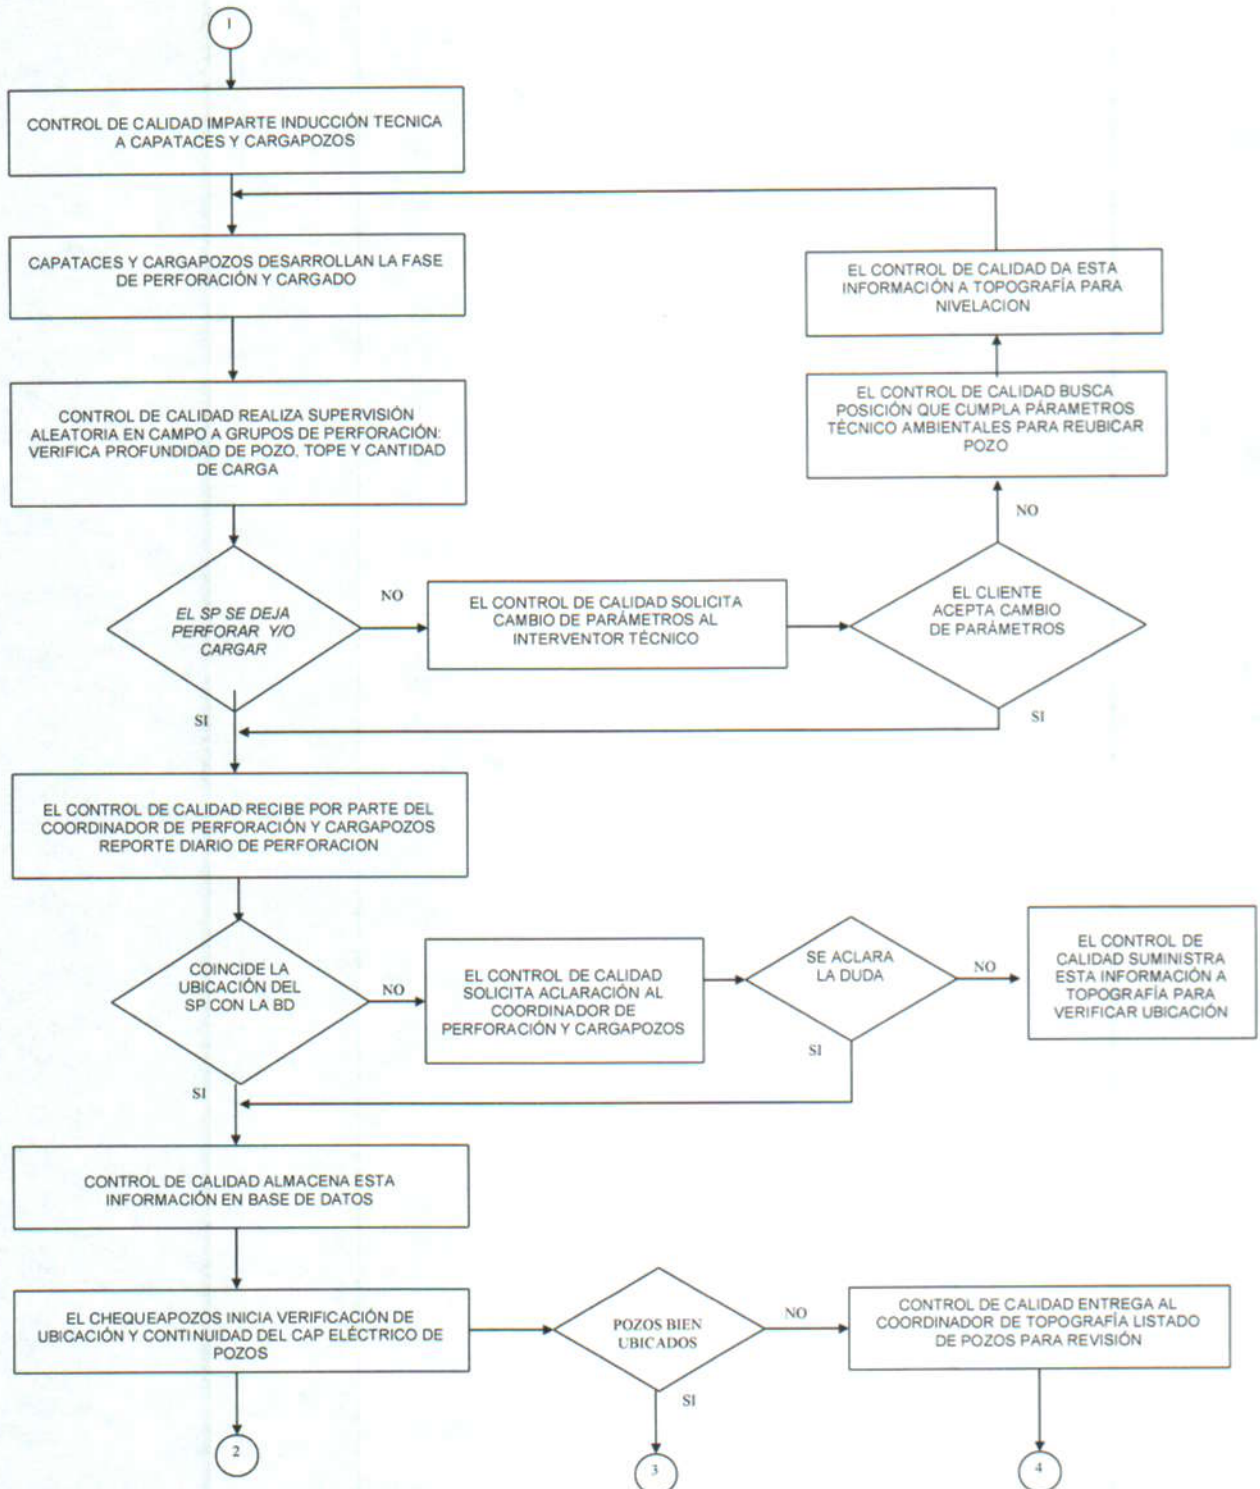 1
CONTROL DE CALIDAD IMPARTE INDUCCIÓN TECNICA
A CAPATACES Y CARGAPOZOS
CAPATACES Y CARGAPOZOS DESARROLLAN LA FASE
DE PERFORACIÓN Y CARGADO
EL CONTROL DE CALIDAD DA ESTA
INFORMACIÓN A TOPOGRAFÍA PARA
NIVELACION
CONTROL DE CALIDAD REALIZA SUPERVISIÓN
ALEATORIA EN CAMPO A GRUPOS DE PERFORACIÓN:
VERIFICA PROFUNDIDAD DE POZO, TOPE Y CANTIDAD
DE CARGA
EL CONTROL DE CALIDAD BUSCA
POSICIÓN QUE CUMPLA PÁRAMETROS
TÉCNICO AMBIENTALES PARA REUBICAR
POZO
NO
EL SP SE DEJA
PERFORAR Y/O
CARGAR
NO
EL CONTROL DE CALIDAD SOLICITA
CAMBIO DE PARÁMETROS AL
INTERVENTOR TÉCNICO
EL CLIENTE
ACEPTA CAMBIO
DE PARÁMETROS
SI
SI
EL CONTROL DE CALIDAD RECIBE POR PARTE DEL
COORDINADOR DE PERFORACIÓN Y CARGAPOZOS
REPORTE DIARIO DE PERFORACION
COINCIDE LA
UBICACIÓN DEL
SP CON LA BD
NO
EL CONTROL DE CALIDAD
SOLICITA ACLARACIÓN AL
COORDINADOR DE
PERFORACIÓN Y CARGAPOZOS
SE ACLARA
LA DUDA
NO
EL CONTROL DE
CALIDAD SUMINISTRA
ESTA INFORMACIÓN A
TOPOGRAFÍA PARA
VERIFICAR UBICACIÓN
SI
SI
CONTROL DE CALIDAD ALMACENA ESTA
INFORMACIÓN EN BASE DE DATOS
EL CHEQUEAPOZOS INICIA VERIFICACIÓN DE
UBICACIÓN Y CONTINUIDAD DEL CAP ELÉCTRICO DE
POZOS
POZOS BIEN
UBICADOS
NO
CONTROL DE CALIDAD ENTREGA AL
COORDINADOR DE TOPOGRAFÍA LISTADO
DE POZOS PARA REVISIÓN
SI
2
3
4